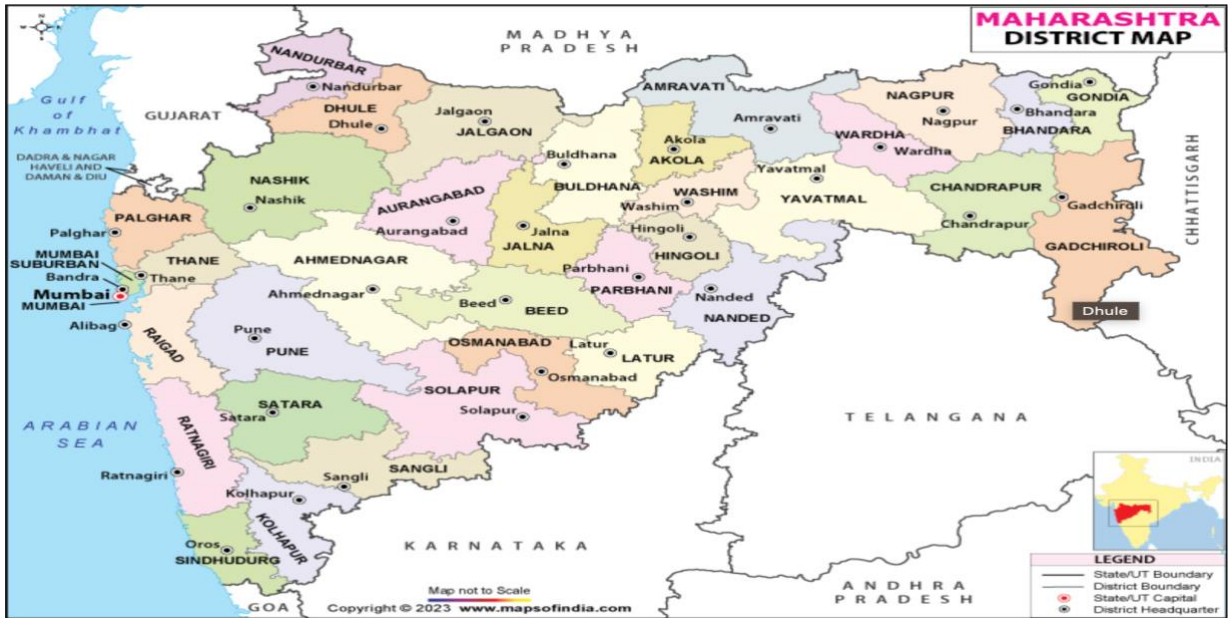 MAHARASHTRA
DISTRICT MAP
MADHYA
PRADESH
GUJARAT
Gulf
of
Khambhat
DADRA & NAGAR
HAVELI AND
DAMAN & DIU
NANDURBAR
Nandurbar
DHULE
Dhule
Jalgaon
JALGAON
Buldhana
BULDHANA
Akola
AKOLA
AMRAVATI
Amravati
WARDHA
Wardha
NAGPUR
Nagpur
Bhandara
BHANDARA
Gondia
GONDIA
CHHATTISGARH
NASHIK
Nashik
AURANGABAD
Aurangabad
Jalna
JALNA
WASHIM
Washim
Hingoli
HINGOLI
Yavatmal
YAVATMAL
CHANDRAPUR
Chandrapur
Gadchiroli
GADCHIROLI
PALGHAR
Palghar
THANE
Thane
MUMBAI
SUBURBAN
Bandra
Mumbai
MUMBAI
Alibag
RAIGAD
AHMEDNAGAR
Ahmednagar
Beed
BEED
Parbhani
PARBHANI
Nanded
NANDED
Dhule
Pune
PUNE
OSMANABAD
Osmanabad
Latur
LATUR
SOLAPUR
Solapur
SATARA
Satara
ARABIAN
SEA
RATNAGIRI
Ratnagiri
Sangli
SANGLI
Kolhapur
KOLHAPUR
Oros
SINDHUDURG
GOA
KARNATAKA
TELANGANA
ANDHRA
PRADESH
INDIA
LEGEND
State/UT Boundary
District Boundary
State/UT Capital
District Headquarter
Map not to Scale
Copyright © 2023 www.mapsofindia.com